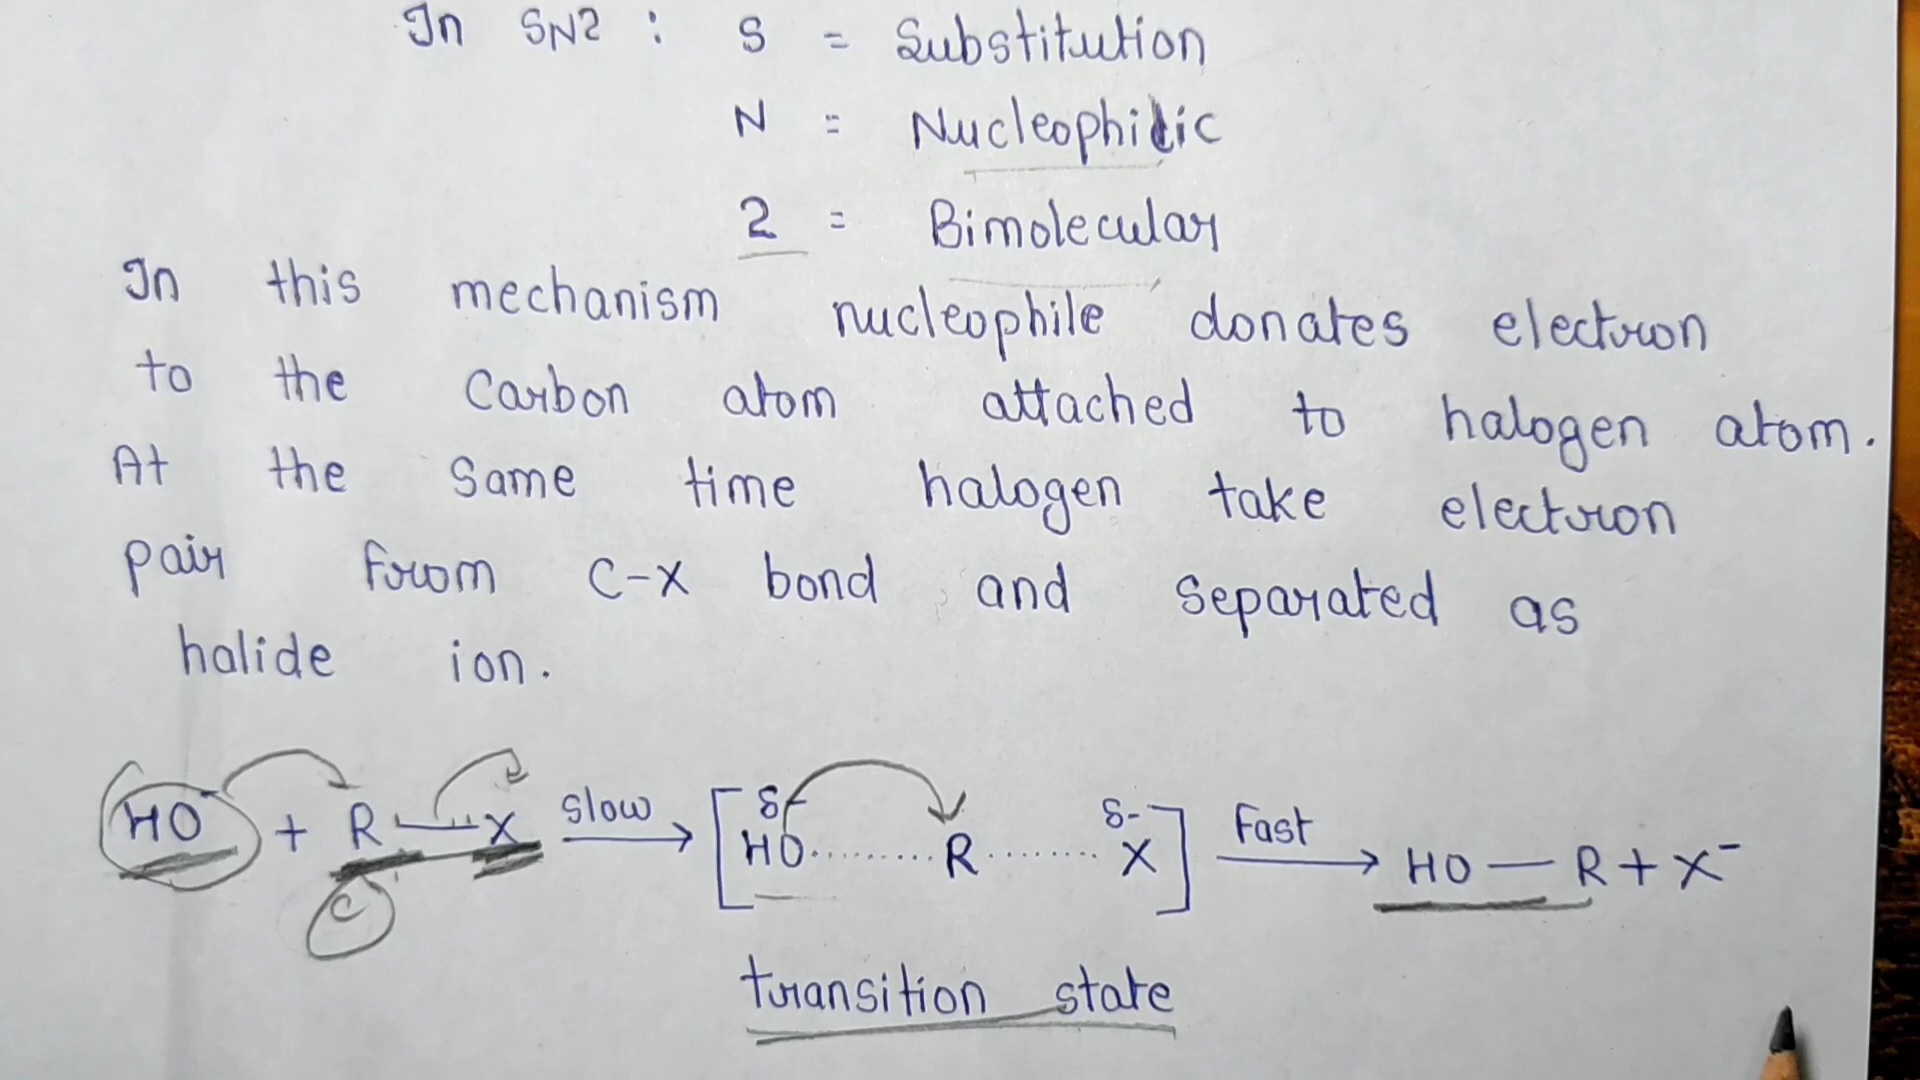 In SN2 : S = Substitution
N = Nucleophilic
2 = Bimolecular
In this mechanism nucleophile donates electron
to the Carbon atom attached to halogen atom.
At the Same time halogen take electron
pair from C-X bond and Separated as
halide ion.
HO⁻ + R—X slow → [δ- HO........R........X δ-] Fast → HO—R + X⁻
C
transition state